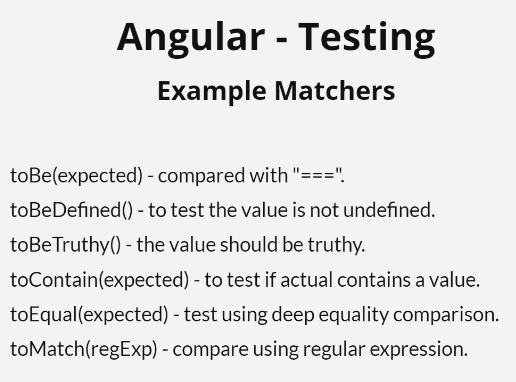 Angular - Testing
Example Matchers
toBe(expected) - compared with "===".
toBeDefined() - to test the value is not undefined.
toBeTruthy() - the value should be truthy.
toContain(expected) - to test if actual contains a value.
toEqual(expected) - test using deep equality comparison.
toMatch(regExp) - compare using regular expression.